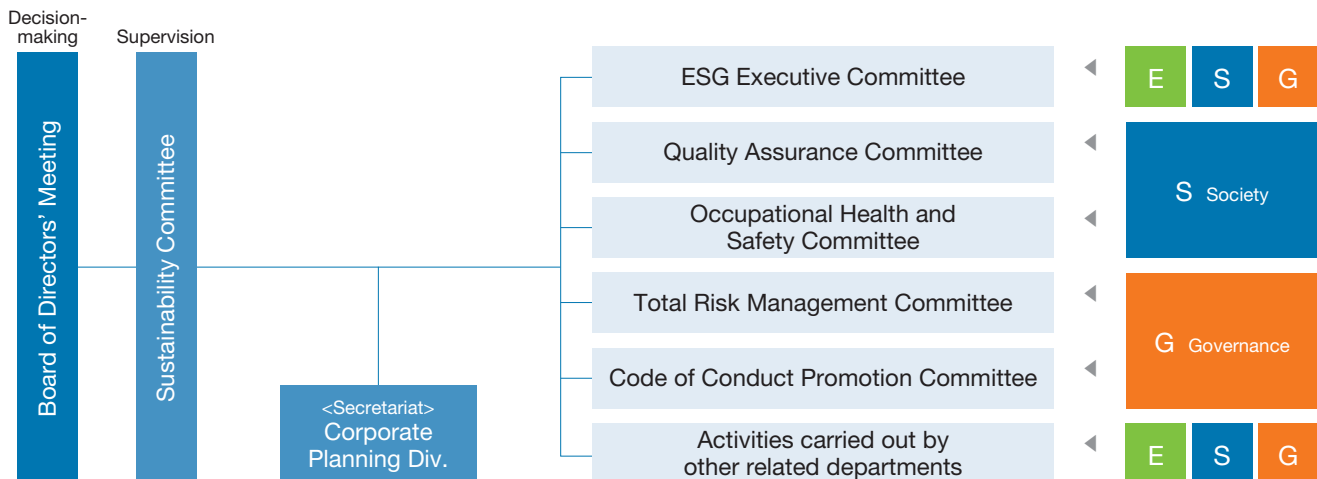 Decision-
making
Supervision
Board of Directors’ Meeting
Sustainability Committee
<Secretariat>
Corporate
Planning Div.
ESG Executive Committee
E S G
Quality Assurance Committee
Occupational Health and
Safety Committee
S Society
Total Risk Management Committee
Code of Conduct Promotion Committee
G Governance
Activities carried out by
other related departments
E S G